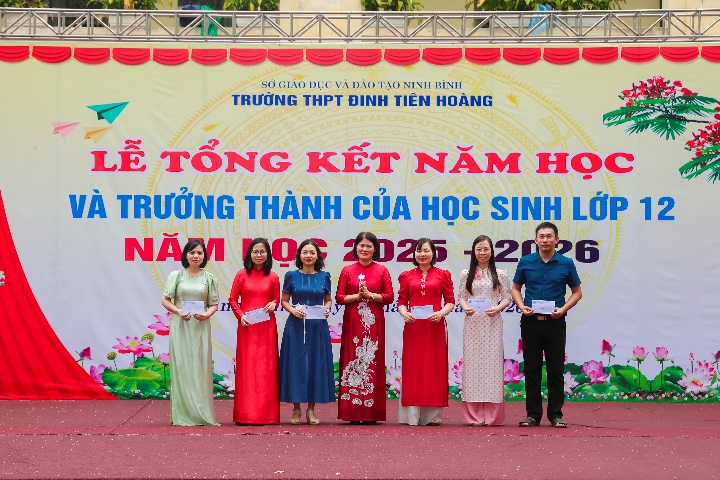 SỞ GIÁO DỤC VÀ ĐÀO TẠO NINH BÌNH
TRƯỜNG THPT ĐINH TIÊN HOÀNG
LỄ TỔNG KẾT NĂM HỌC
VÀ TRƯỞNG THÀNH CỦA HỌC SINH LỚP 12
NĂM HỌC 2025 - 2026